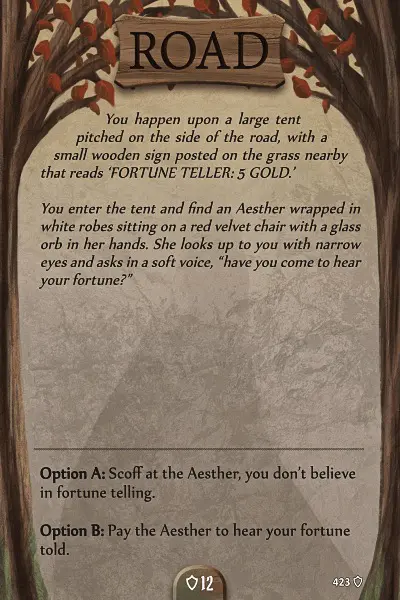 ROAD
You happen upon a large tent
pitched on the side of the road, with a
small wooden sign posted on the grass nearby
that reads ‘FORTUNE TELLER: 5 GOLD.’
You enter the tent and find an Aesther wrapped in
white robes sitting on a red velvet chair with a glass
orb in her hands. She looks up to you with narrow
eyes and asks in a soft voice, “have you come to hear
your fortune?”
Option A: Scoff at the Aesther, you don’t believe
in fortune telling.
Option B: Pay the Aesther to hear your fortune
told.
12
423